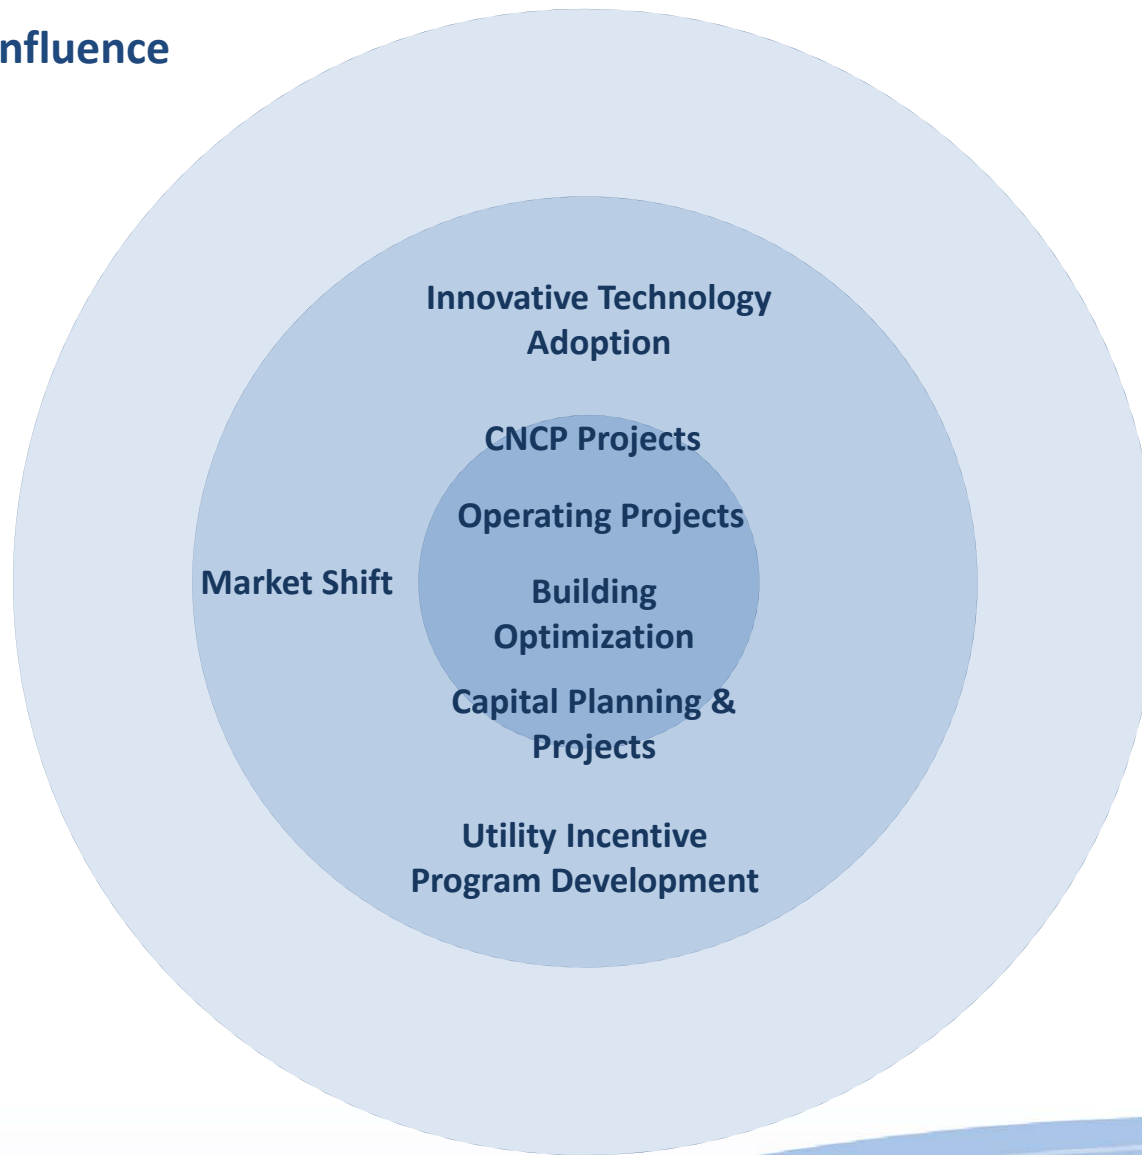 nfluence
Innovative Technology
Adoption
CNCP Projects
Operating Projects
Market Shift
Building
Optimization
Capital Planning &
Projects
Utility Incentive
Program Development